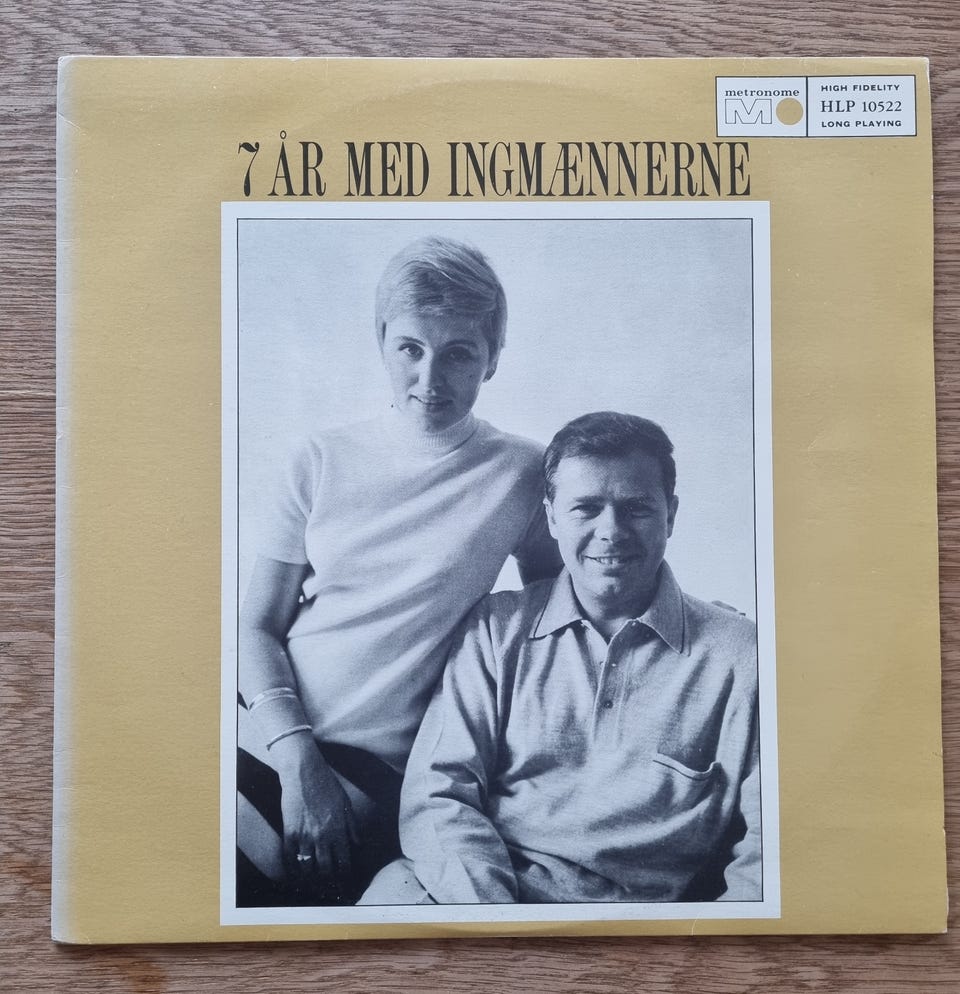 metronome
HIGH FIDELITY
HLP 10522
LONG PLAYING
7 ÅR MED INGMÆNNERNE